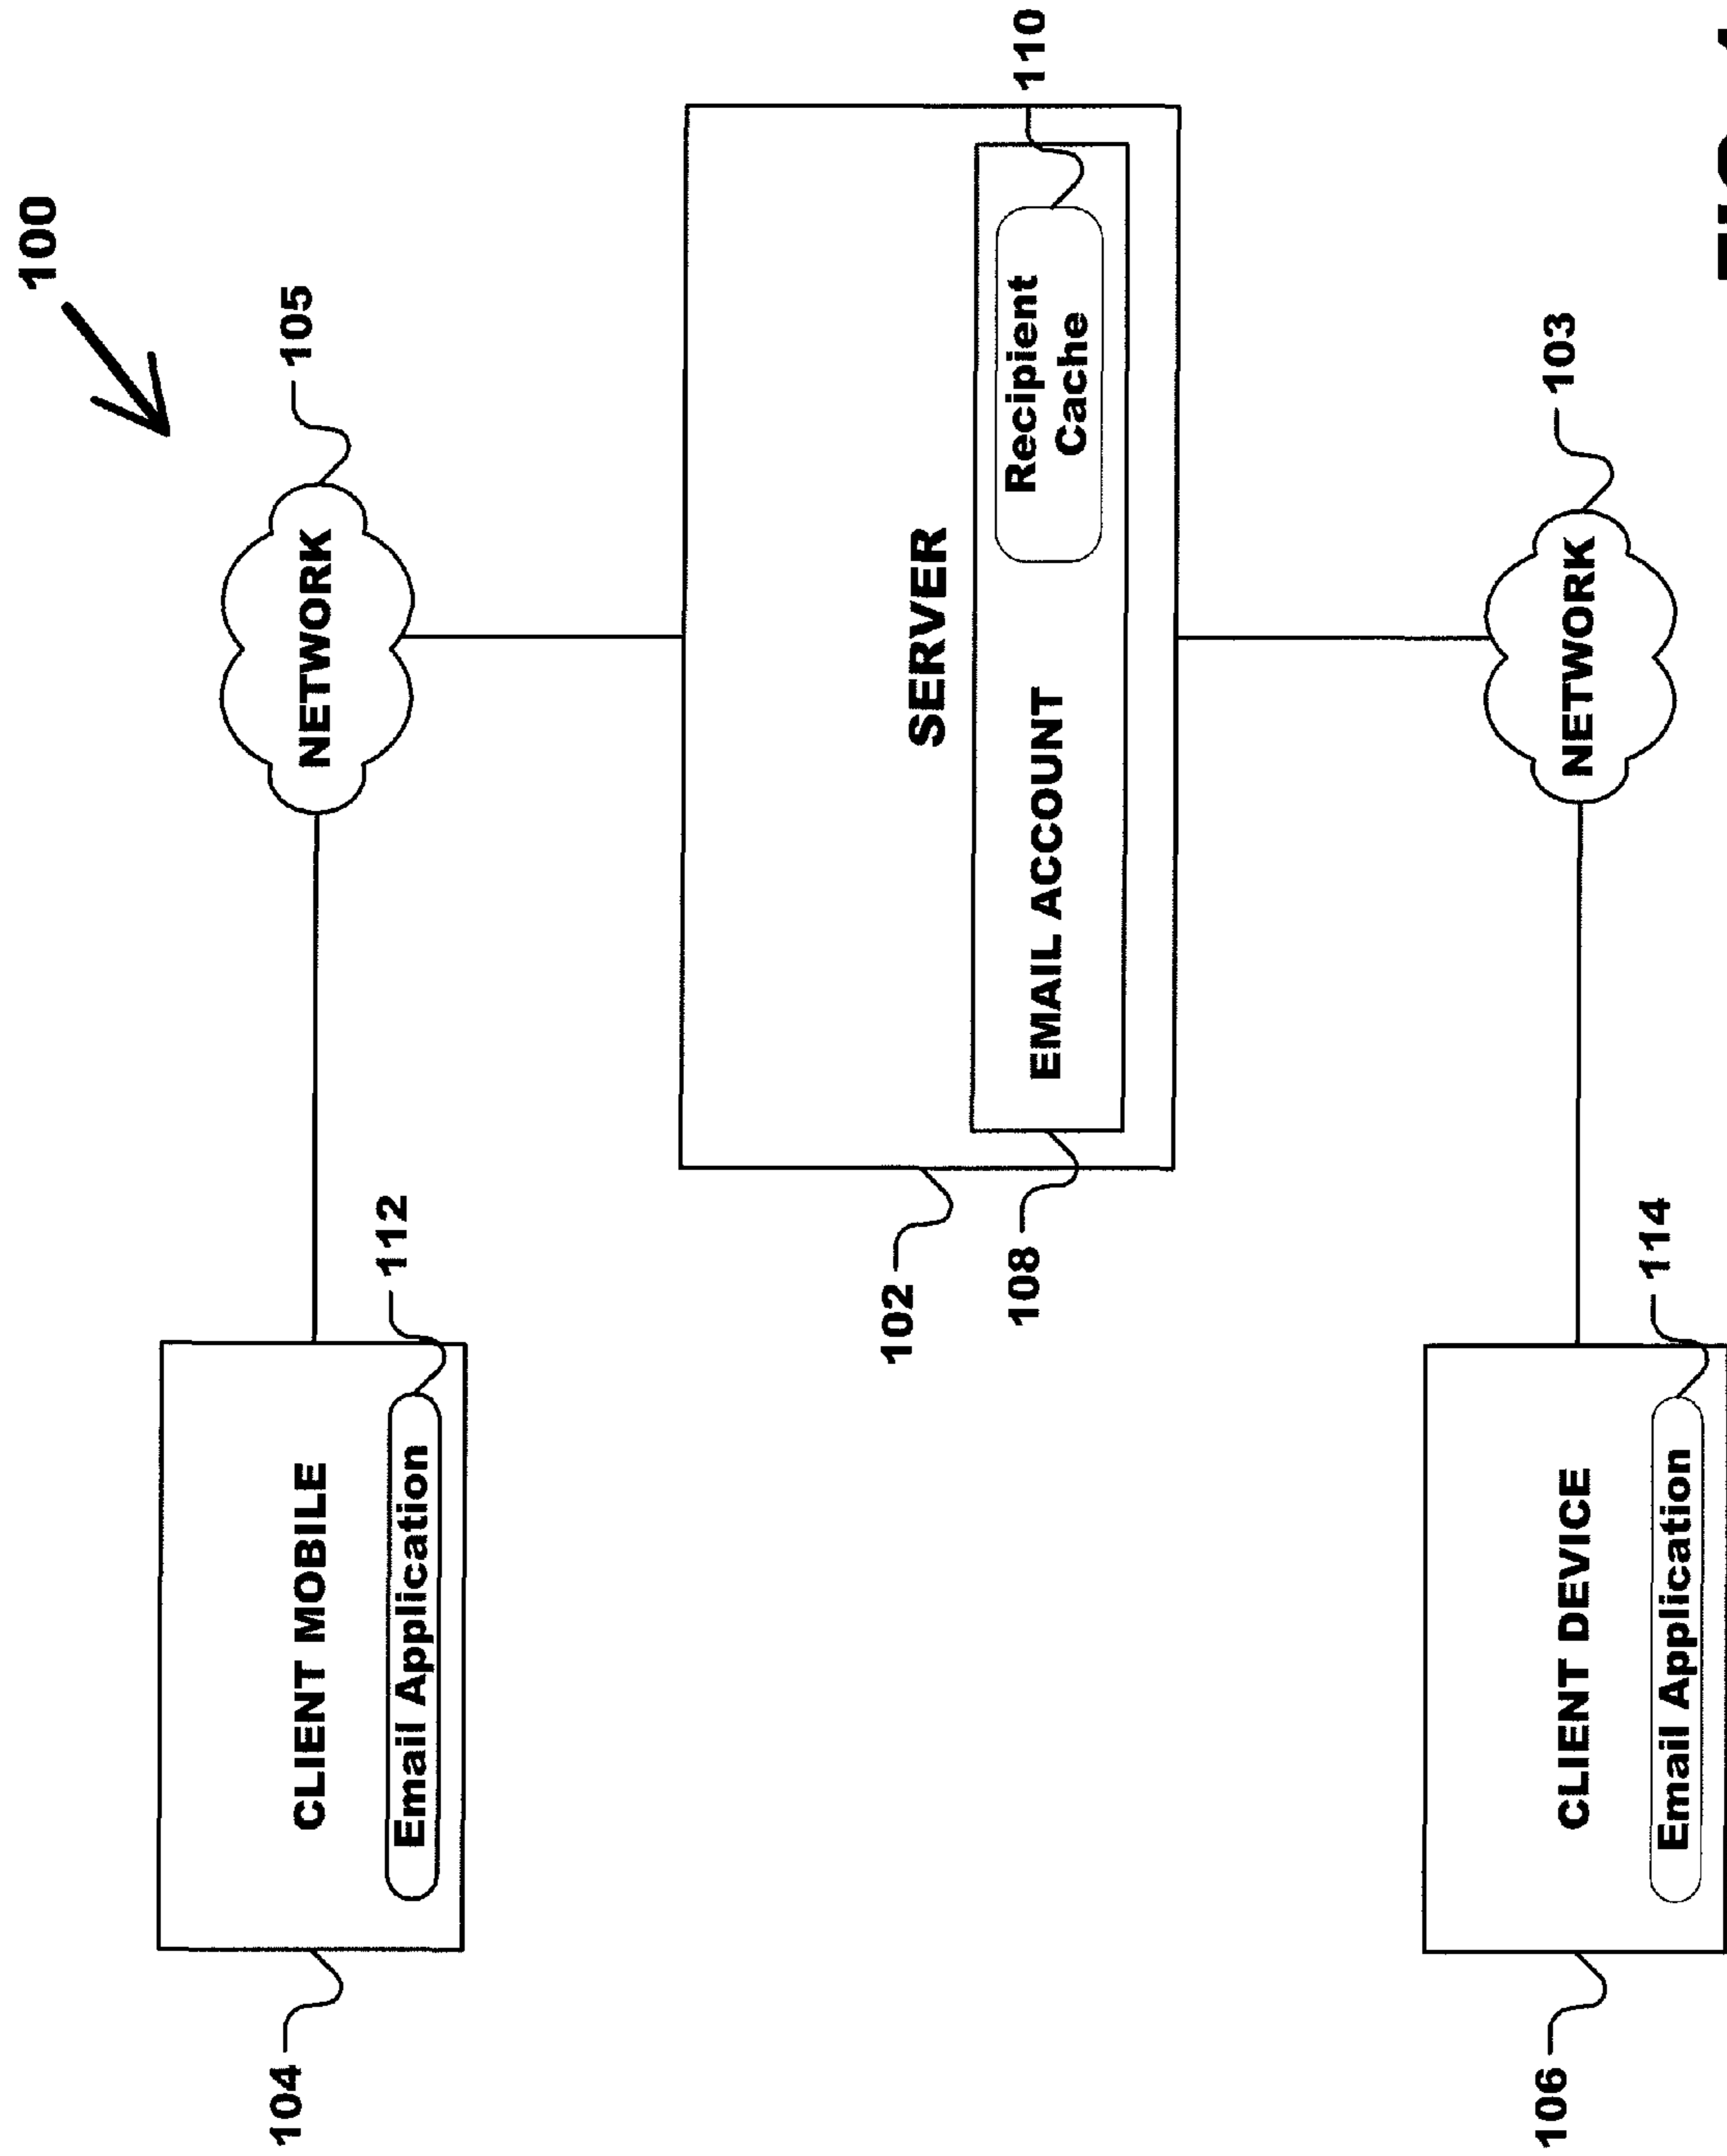 100
105
104
CLIENT MOBILE
NETWORK
112
Email Application
102
SERVER
110
108
EMAIL ACCOUNT
Recipient
Cache
103
106
CLIENT DEVICE
NETWORK
114
Email Application